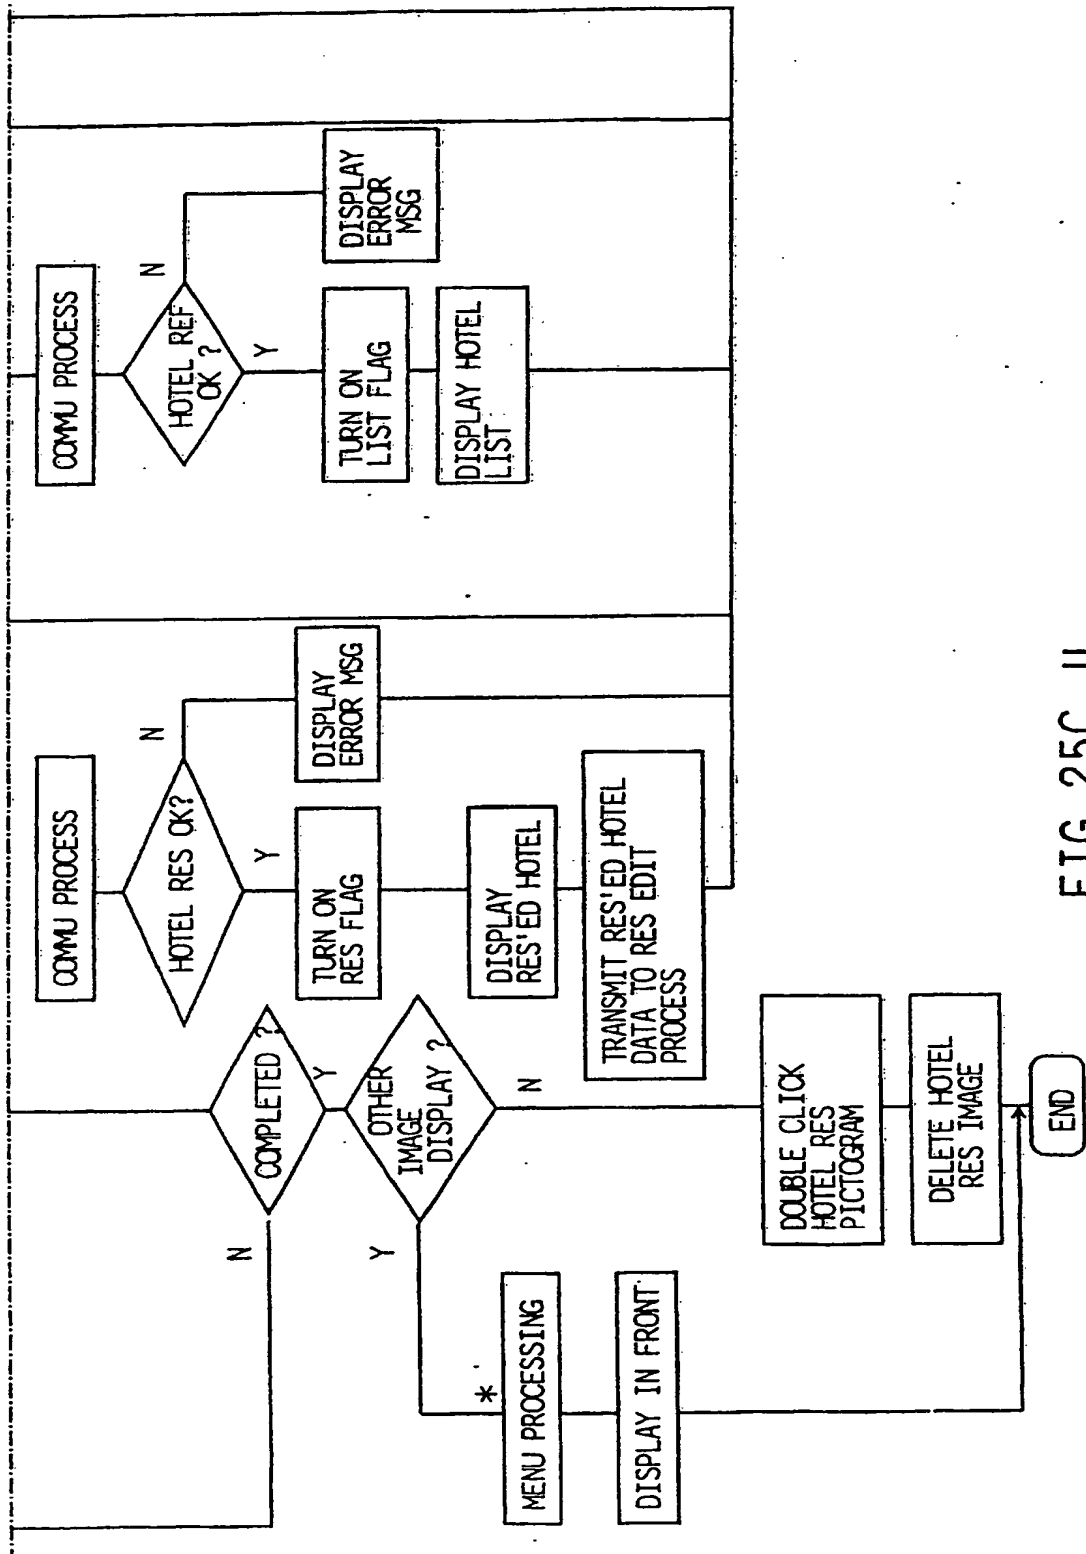 COMMU PROCESS
HOTEL RES OK?
N
Y
DISPLAY
ERROR MSG
TURN ON
RES FLAG
DISPLAY
RES'ED HOTEL
TRANSMIT RES'ED HOTEL
DATA TO RES EDIT
PROCESS
COMMU PROCESS
HOTEL REF
OK ?
N
Y
DISPLAY
ERROR
MSG
TURN ON
LIST FLAG
DISPLAY HOTEL
LIST
COMPLETED ?
N
Y
OTHER
IMAGE
DISPLAY ?
Y
N
*
MENU PROCESSING
DISPLAY IN FRONT
DOUBLE CLICK
HOTEL RES
PICTOGRAM
DELETE HOTEL
RES IMAGE
END
FIG. 25C